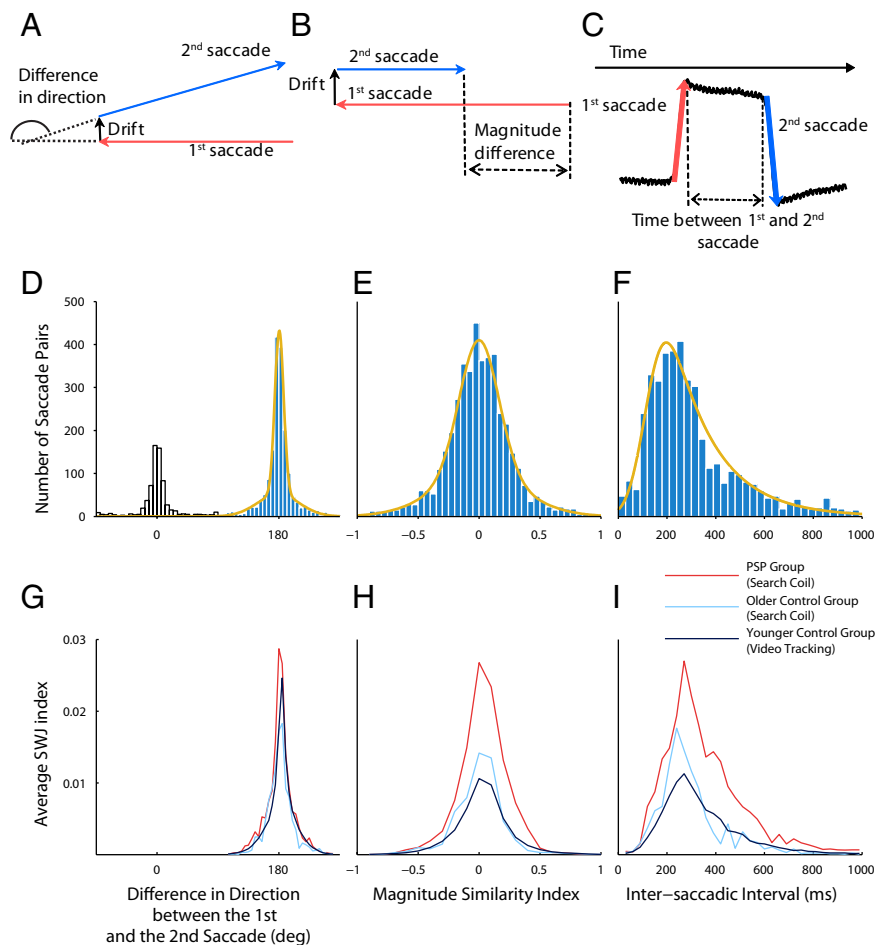 A
B
C
2nd saccade
Difference
in direction
Drift
1st saccade
2nd saccade
Drift
1st saccade
Magnitude
difference
Time
1st saccade
2nd saccade
Time between 1st and 2nd
saccade
D
E
F
Number of Saccade Pairs
500
400
300
200
100
0
0
180
−1
−0.5
0
0.5
1
0
200
400
600
800
1000
G
H
I
PSP Group
(Search Coil)
Older Control Group
(Search Coil)
Younger Control Group
(Video Tracking)
Average SWJ index
0.03
0.02
0.01
0
180
−1
−0.5
0
0.5
1
0
200
400
600
800
1000
Difference in Direction
between the 1st
and the 2nd Saccade (deg)
Magnitude Similarity Index
Inter−saccadic Interval (ms)